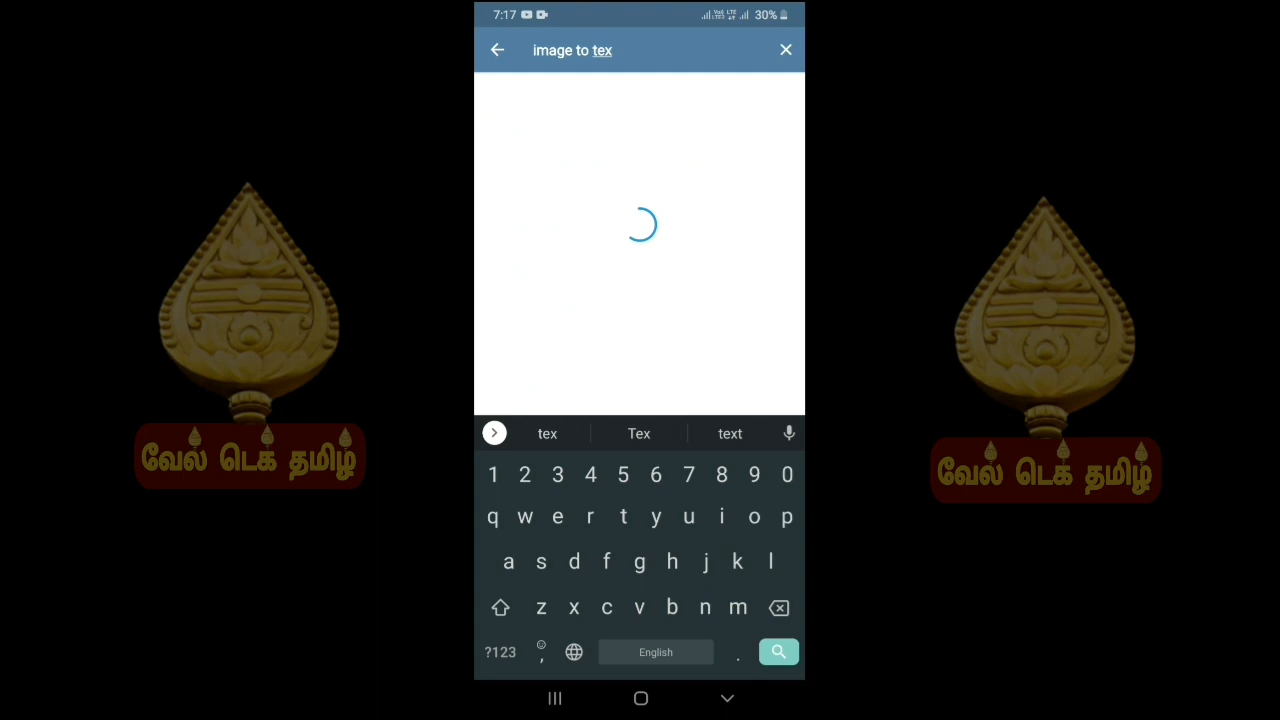 7:17 30%
image to tex
tex Tex text
1 2 3 4 5 6 7 8 9 0
q w e r t y u i o p
a s d f g h j k l
z x c v b n m
?123 , English .
வேல் டெக் தமிழ்
வேல் டெக் தமிழ்